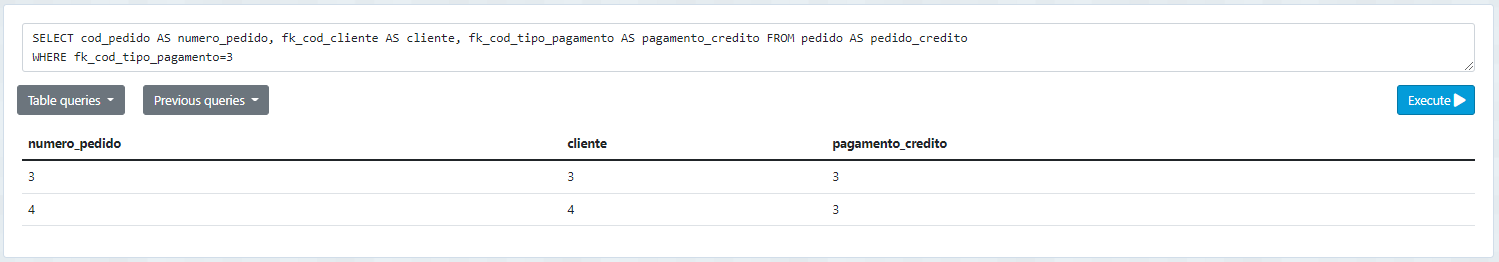 SELECT cod_pedido AS numero_pedido, fk_cod_cliente AS cliente, fk_cod_tipo_pagamento AS pagamento_credito FROM pedido AS pedido_credito
WHERE fk_cod_tipo_pagamento=3
Table queries Previous queries Execute
numero_pedido cliente pagamento_credito
3 3 3
4 4 3